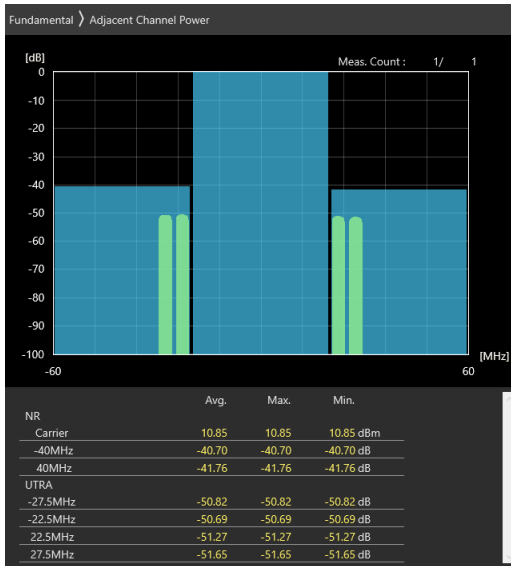 Fundamental 〉 Adjacent Channel Power
[dB]
Meas. Count : 1/ 1
0
-10
-20
-30
-40
-50
-60
-70
-80
-90
-100
[MHz]
-60 60
Avg. Max. Min.
NR
Carrier 10.85 10.85 10.85 dBm
-40MHz -40.70 -40.70 -40.70 dB
40MHz -41.76 -41.76 -41.76 dB
UTRA
-27.5MHz -50.82 -50.82 -50.82 dB
-22.5MHz -50.69 -50.69 -50.69 dB
22.5MHz -51.27 -51.27 -51.27 dB
27.5MHz -51.65 -51.65 -51.65 dB